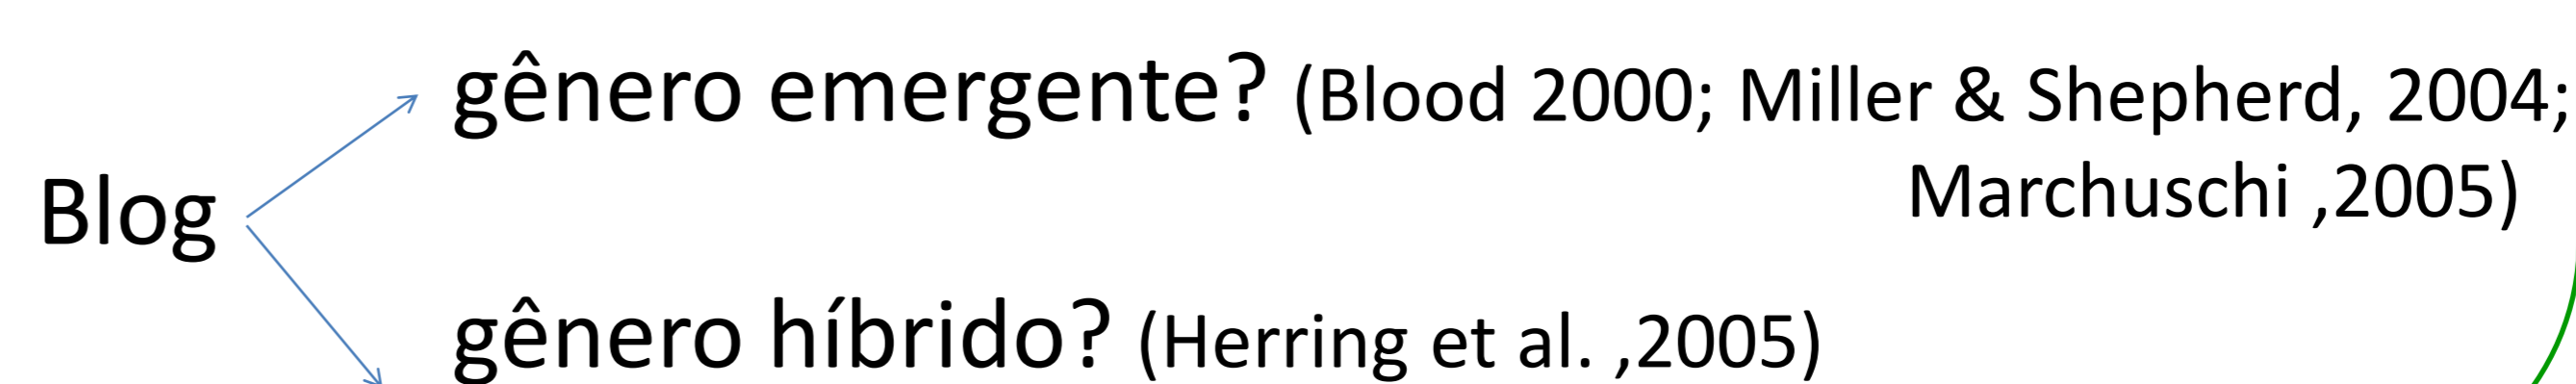 gênero emergente? (Blood 2000; Miller & Shepherd, 2004;
Marchuschi ,2005)
Blog
gênero híbrido? (Herring et al. ,2005)